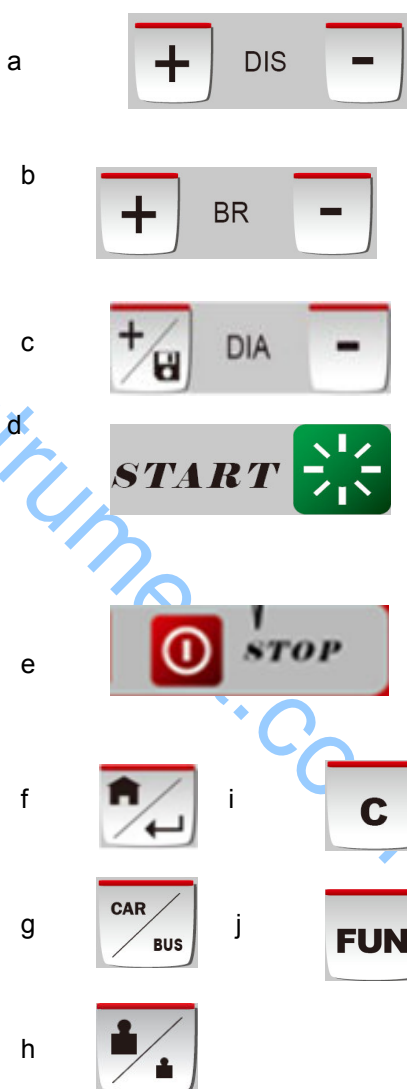 a + DIS -
b + BR -
c + DIA -
d START
e STOP
f i C
g CAR BUS j FUN
h